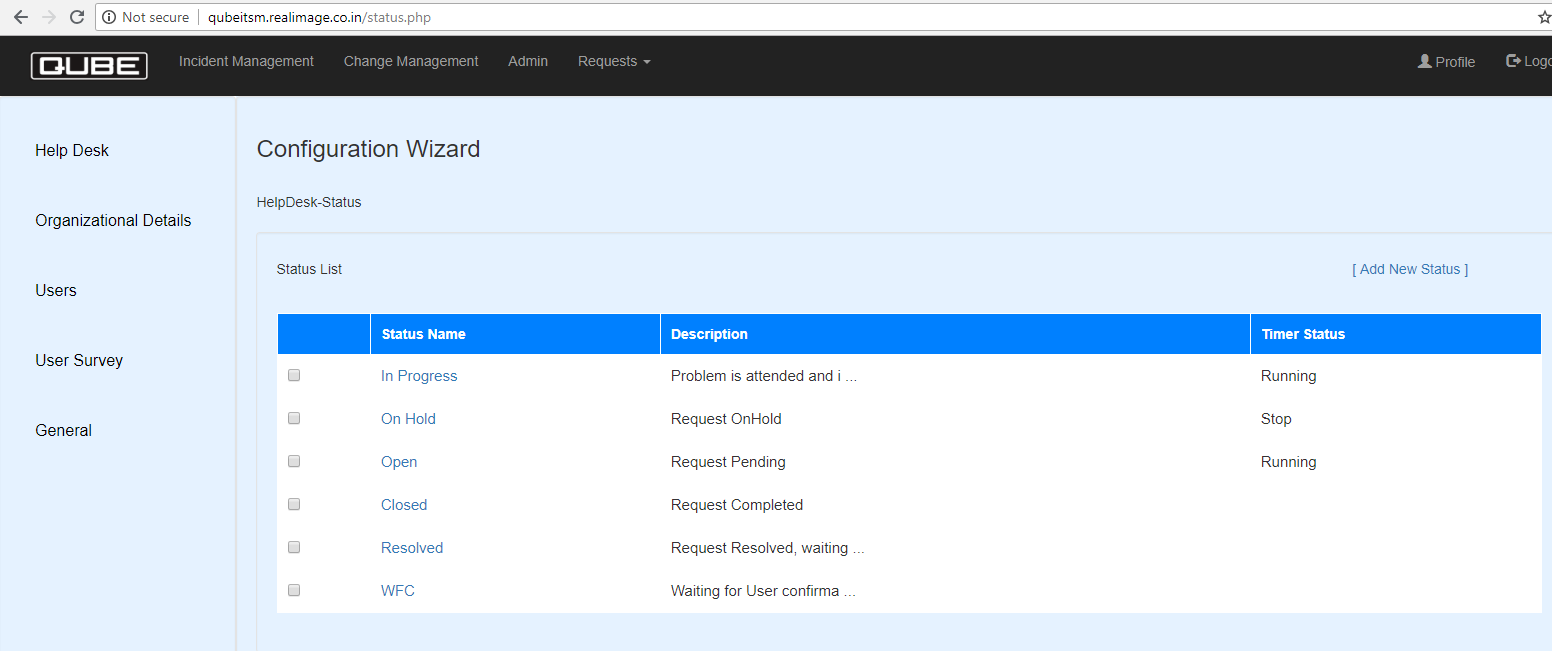 Not secure qubeitsm.realimage.co.in/status.php
QUBE Incident Management Change Management Admin Requests Profile Logo
Help Desk
Organizational Details
Users
User Survey
General
Configuration Wizard
HelpDesk-Status
Status List [ Add New Status ]
Status Name Description Timer Status
In Progress Problem is attended and i ... Running
On Hold Request OnHold Stop
Open Request Pending Running
Closed Request Completed
Resolved Request Resolved, waiting ...
WFC Waiting for User confirma ...